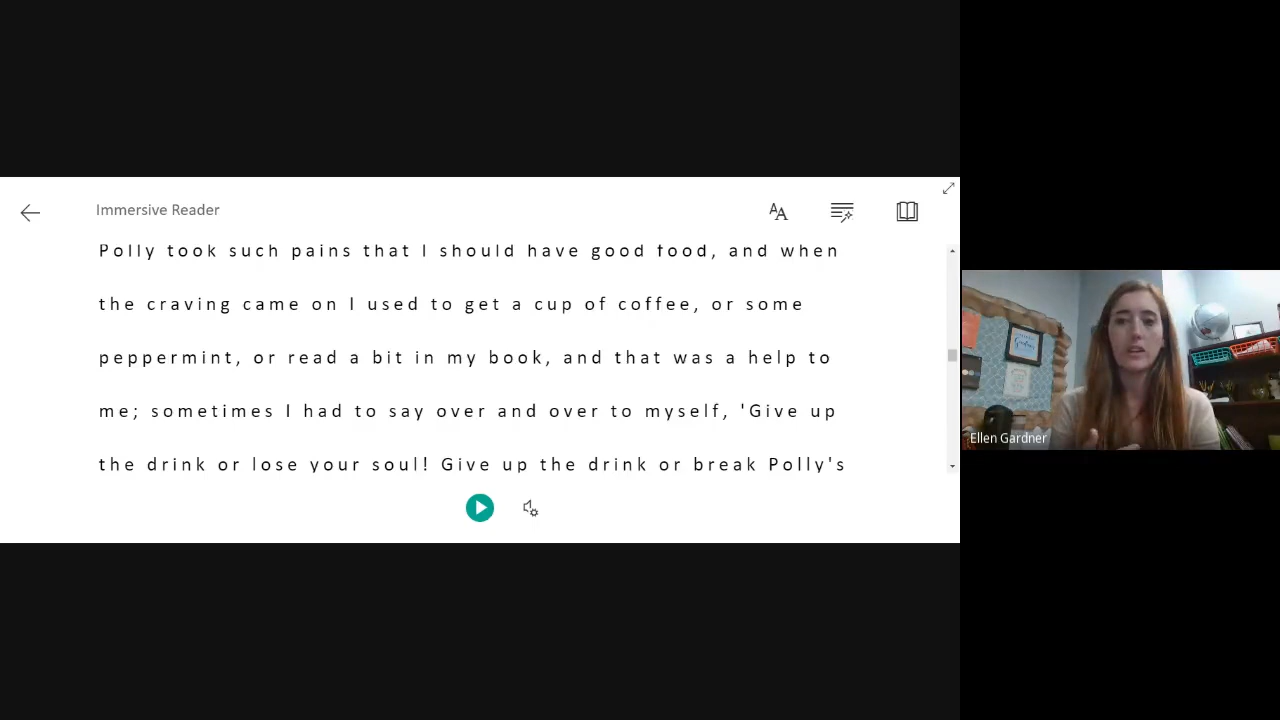 Immersive Reader
Polly took such pains that I should have good food, and when
the craving came on I used to get a cup of coffee, or some
peppermint, or read a bit in my book, and that was a help to
me; sometimes I had to say over and over to myself, 'Give up
the drink or lose your soul! Give up the drink or break Polly's
Ellen Gardner